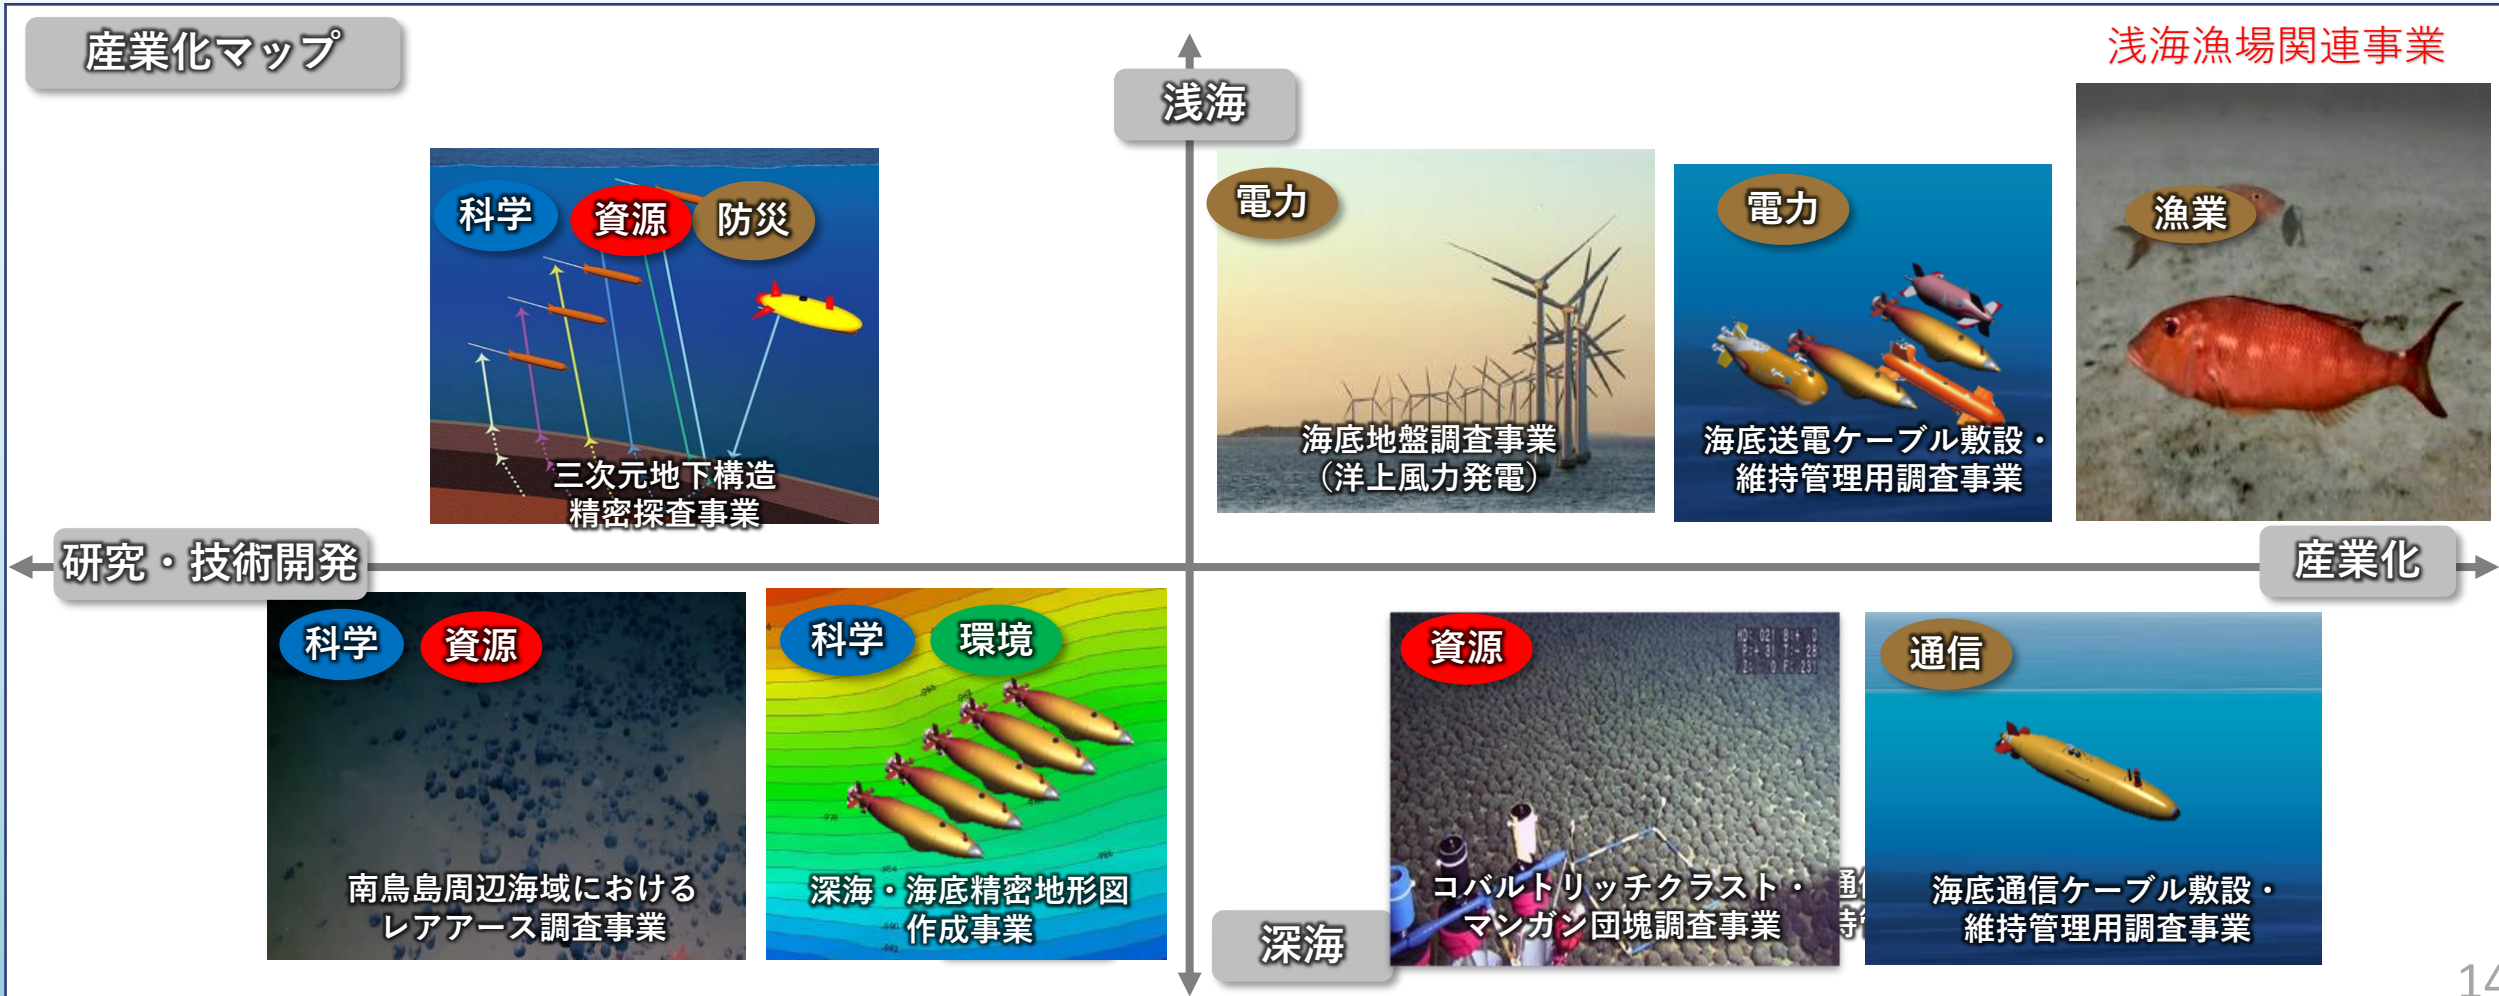 産業化マップ
浅海漁場関連事業
浅海
科学
資源
防災
三次元地下構造
精密探査事業
電力
海底地盤調査事業
（洋上風力発電）
電力
海底送電ケーブル敷設・
維持管理用調査事業
漁業
研究・技術開発
産業化
科学
資源
南鳥島周辺海域における
レアアース調査事業
科学
環境
深海・海底精密地形図
作成事業
深海
資源
コバルトリッチクラスト・
マンガン団塊調査事業
通信
海底通信ケーブル敷設・
維持管理用調査事業
14